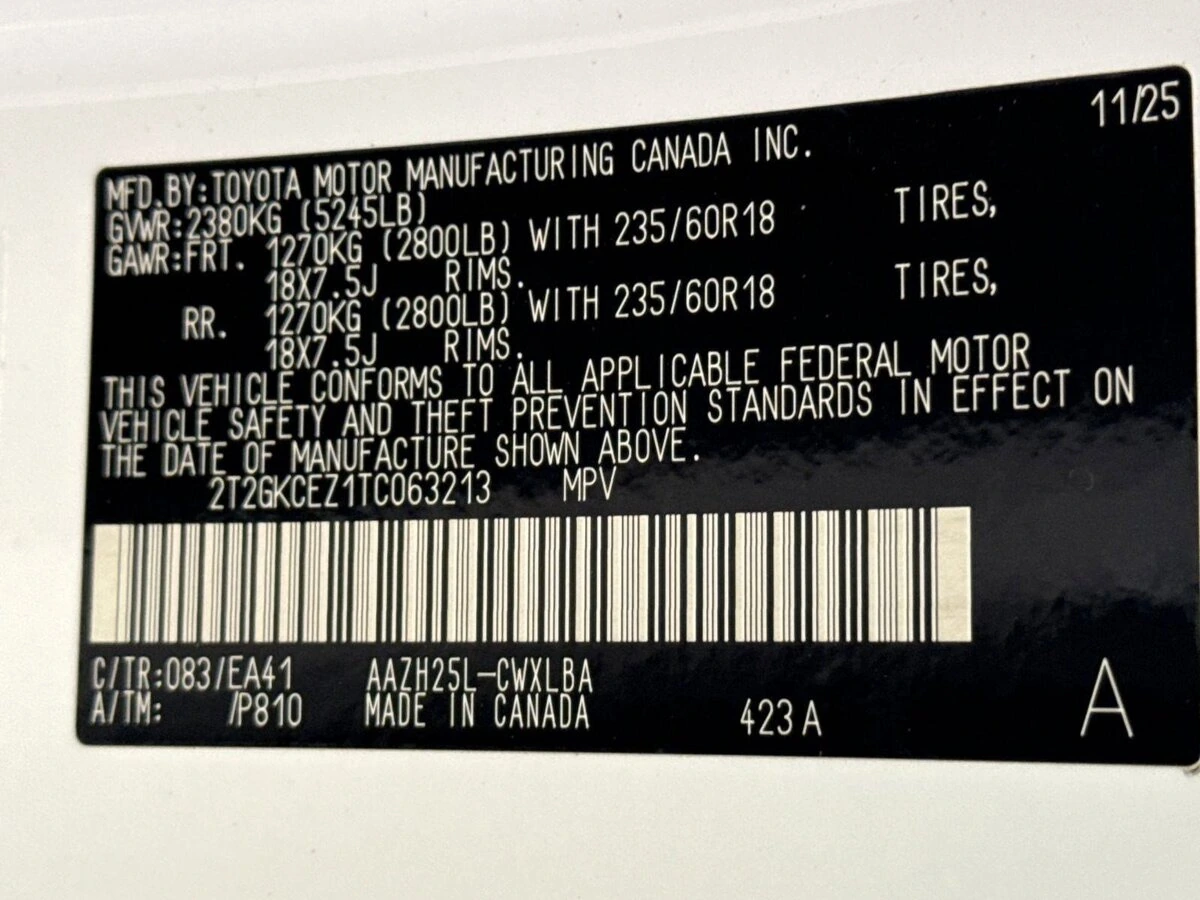 11/25
MFD.BY:TOYOTA MOTOR MANUFACTURING CANADA INC.
GVWR:2380KG (5245LB)
GAWR:FRT. 1270KG (2800LB) WITH 235/60R18 TIRES,
18X7.5J RIMS.
RR. 1270KG (2800LB) WITH 235/60R18 TIRES,
18X7.5J RIMS.
THIS VEHICLE CONFORMS TO ALL APPLICABLE FEDERAL MOTOR
VEHICLE SAFETY AND THEFT PREVENTION STANDARDS IN EFFECT ON
THE DATE OF MANUFACTURE SHOWN ABOVE.
2T2GKCEZ1TC063213 MPV
C/TR:083/EA41 AAZH25L-CWXLBA
A/TM: /P810 MADE IN CANADA 423A A